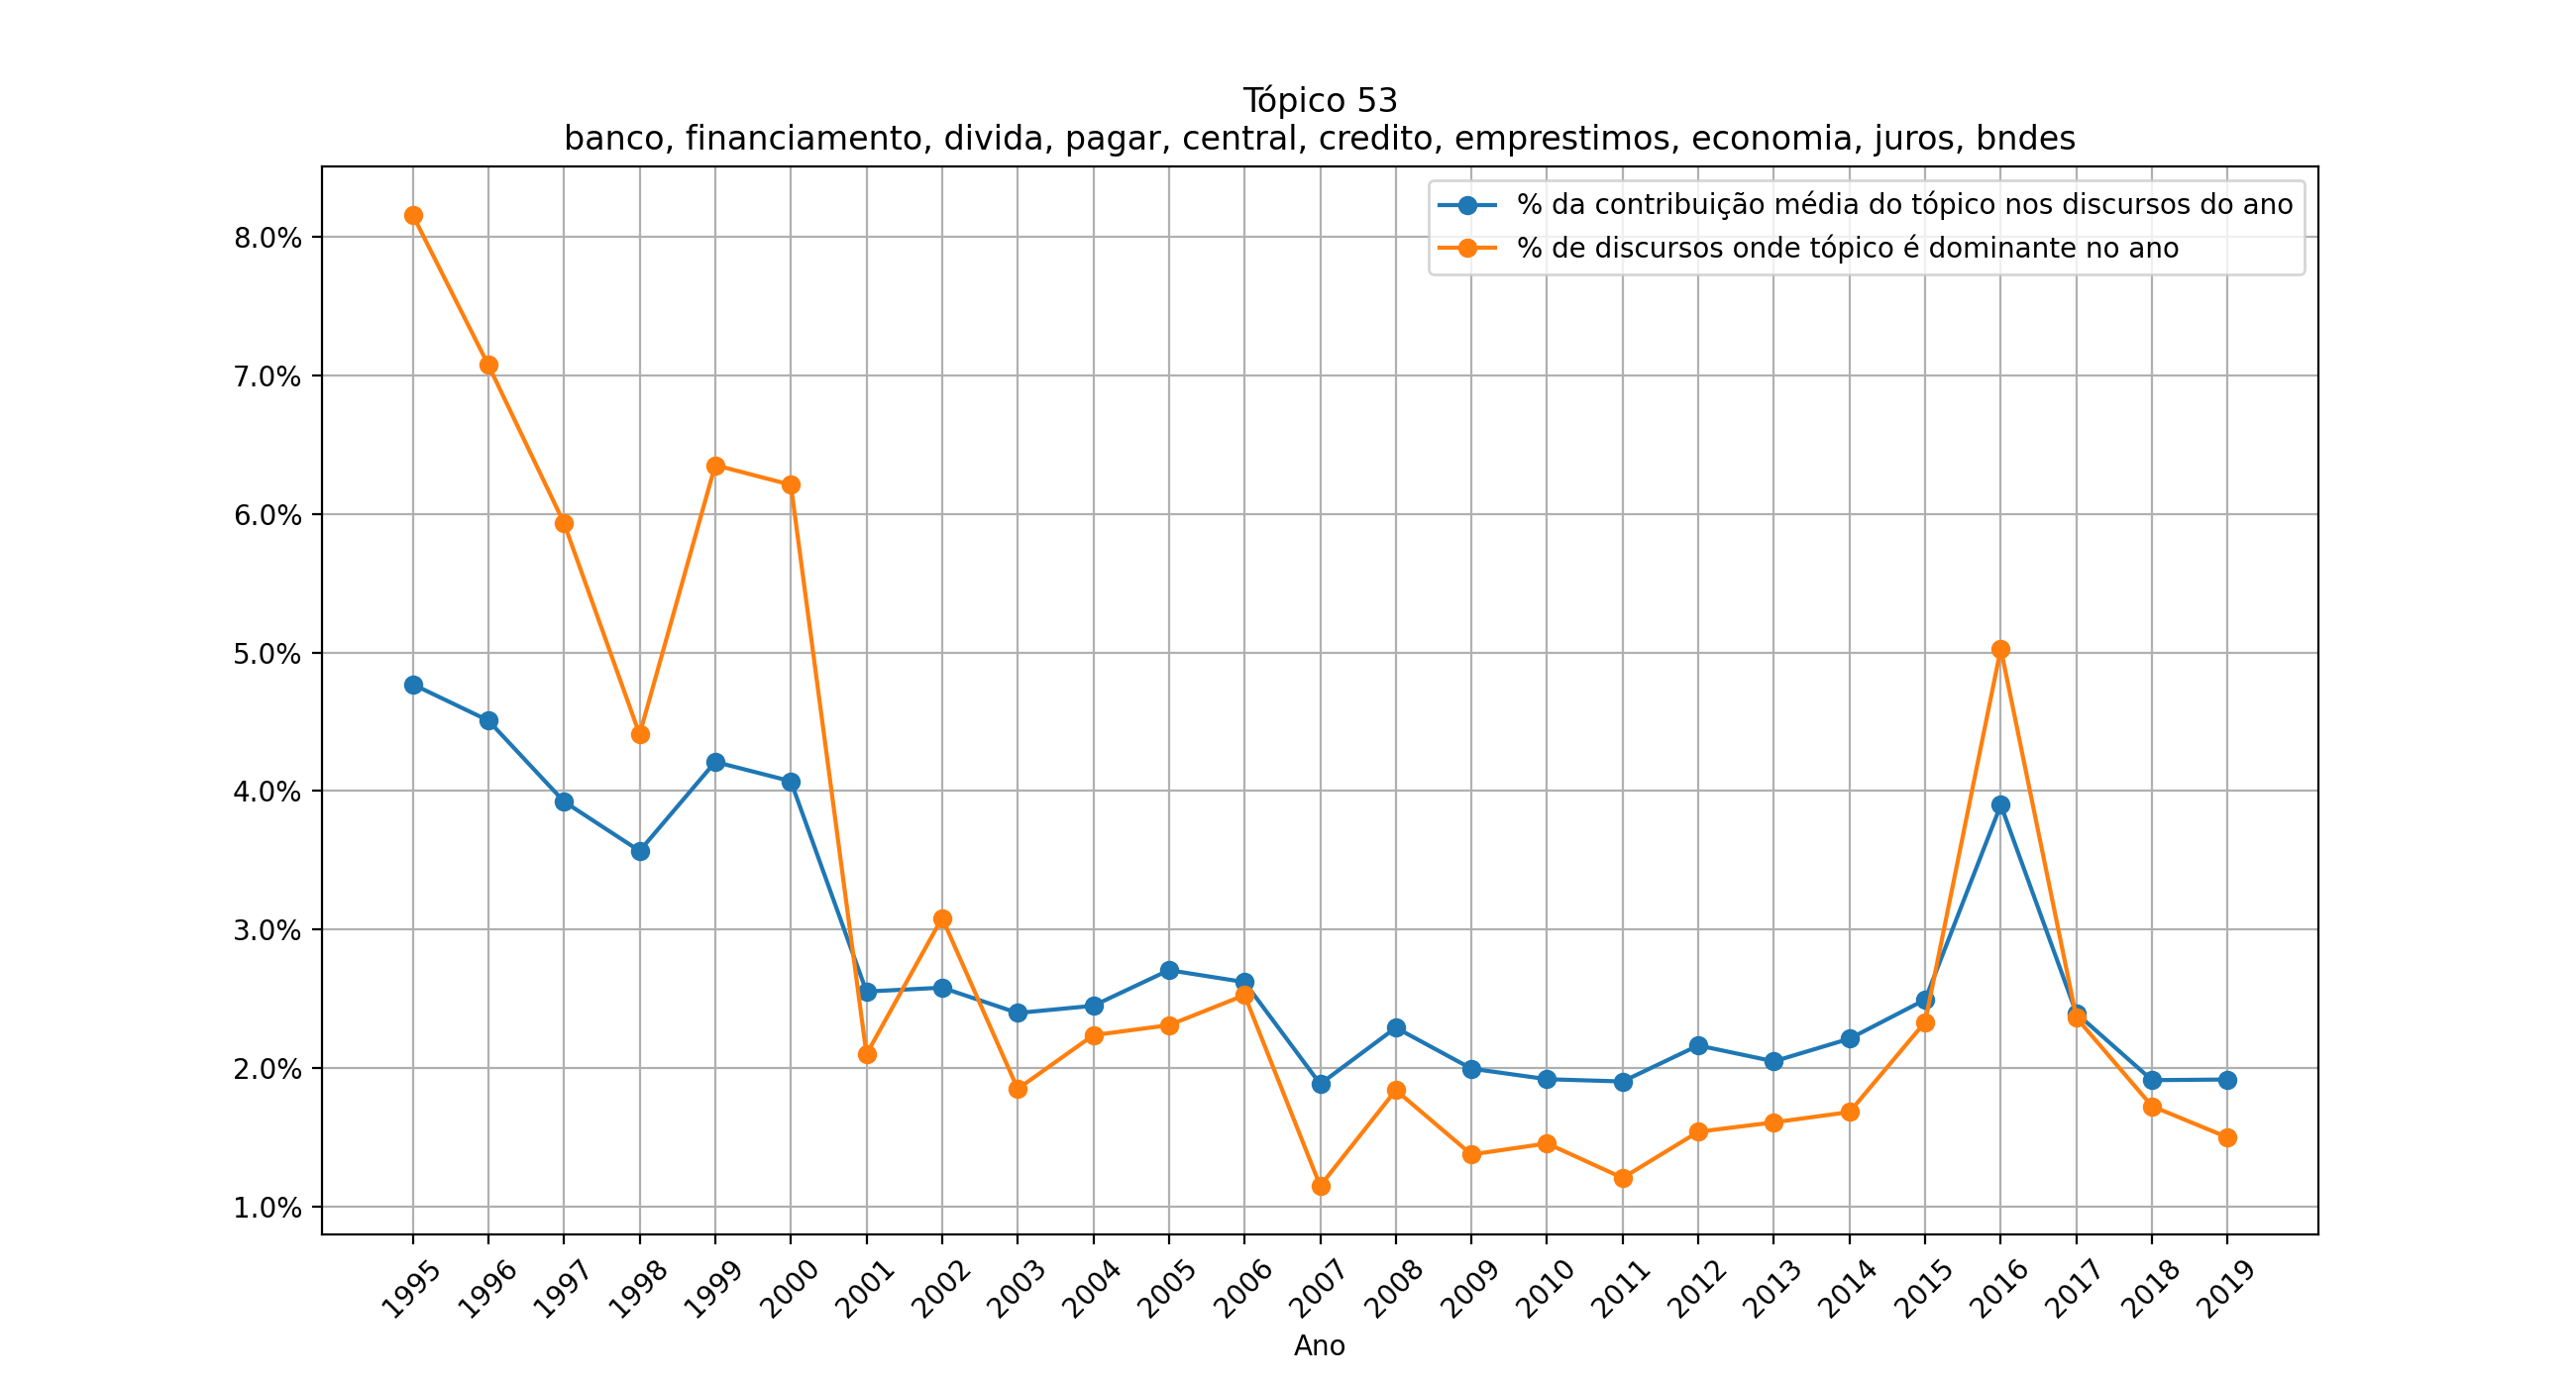 Tópico 53
banco, financiamento, divida, pagar, central, credito, emprestimos, economia, juros, bndes
% da contribuição média do tópico nos discursos do ano
% de discursos onde tópico é dominante no ano
8.0%
7.0%
6.0%
5.0%
4.0%
3.0%
2.0%
1.0%
1995 1996 1997 1998 1999 2000 2001 2002 2003 2004 2005 2006 2007 2008 2009 2010 2011 2012 2013 2014 2015 2016 2017 2018 2019
Ano